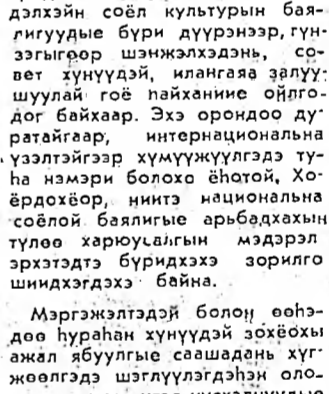 дэлхэйн соёл культурын бая-
лигуудые бүри дүүрэнээр, гүн-
зэгыгөөр шэнжэлхэдэнь, со-
вет хүнүүдэй, илангаяа залуу-
шуулай гоё һайханиие ойлго-
дог байхаар. Эхэ орондоо ду-
ратайгаар, интернациональна
үзэлтэйгээр хүмүүжүүлгэдэ ту-
һа нэмэри болохо ёһотой. Хо-
ёрдохёор, ниитэ национальна
соёлой баялигые арьбадхахын
түлөө харюусалгын мэдэрэл
эрхэтэдтэ бүридхэхэ зорилго
шиидхэгдэхэ байна.
Мэргэжэлтэдэй болон өөһэ-
дөө һураһан хүнүүдэй зохёохы
ажал ябуулгые саашадань хүг-
жөөлгэдэ шэглүүлэгдэһэн оло-